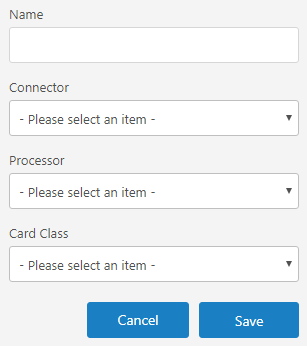 Name
Connector
- Please select an item -
Processor
- Please select an item -
Card Class
- Please select an item -
Cancel Save